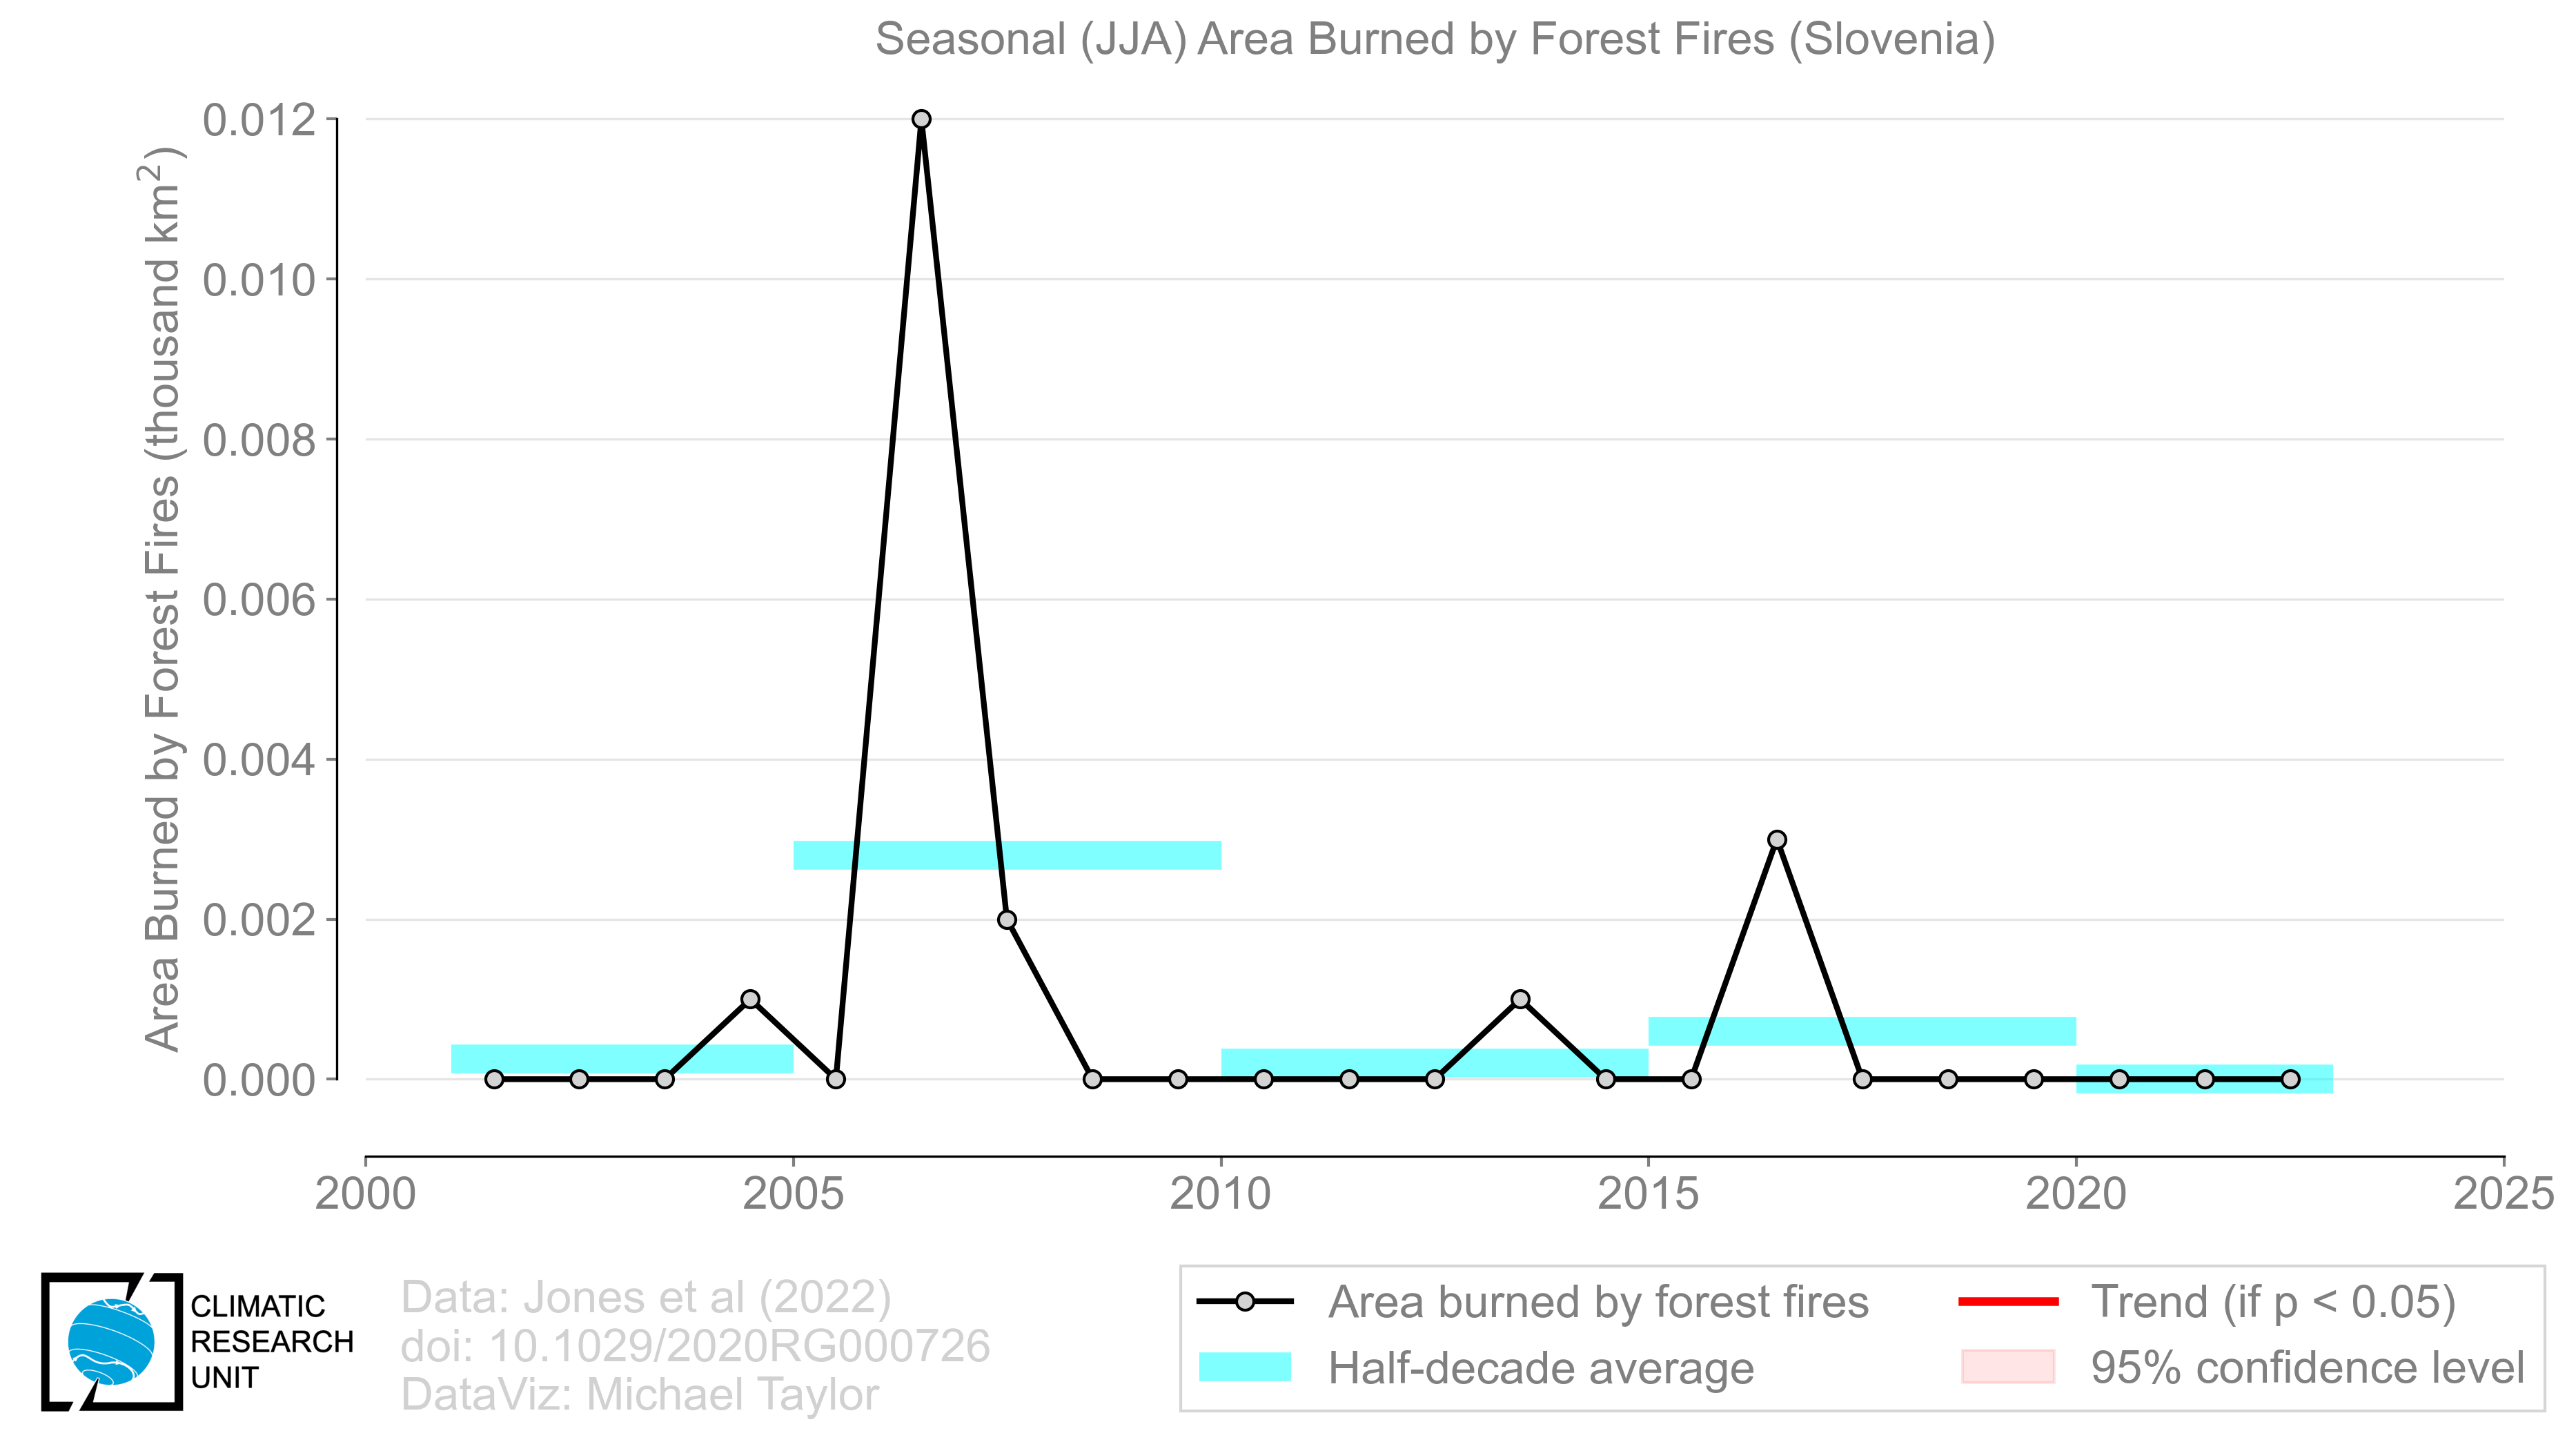 Seasonal (JJA) Area Burned by Forest Fires (Slovenia)
Area Burned by Forest Fires (thousand km²)
0.012
0.010
0.008
0.006
0.004
0.002
0.000
2000
2005
2010
2015
2020
2025
CLIMATIC
RESEARCH
UNIT
Data: Jones et al (2022)
doi: 10.1029/2020RG000726
DataViz: Michael Taylor
Area burned by forest fires
Half-decade average
Trend (if p < 0.05)
95% confidence level